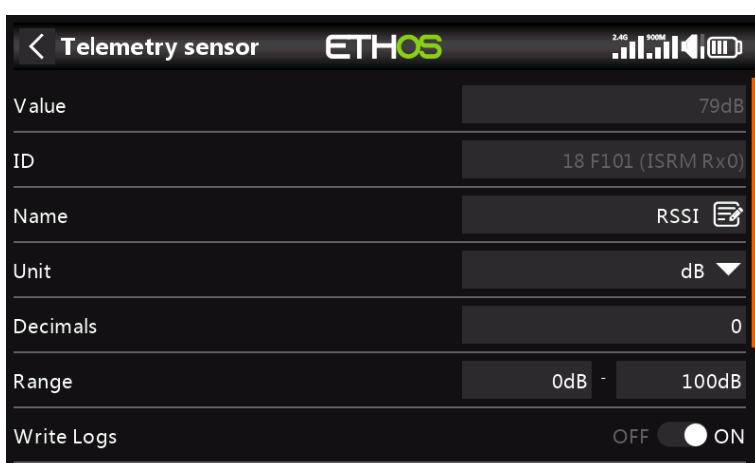 Telemetry sensor ETHOS 2.4G 900M
Value 79dB
ID 18 F101 (ISRM Rx0)
Name RSSI
Unit dB
Decimals 0
Range 0dB - 100dB
Write Logs OFF ON